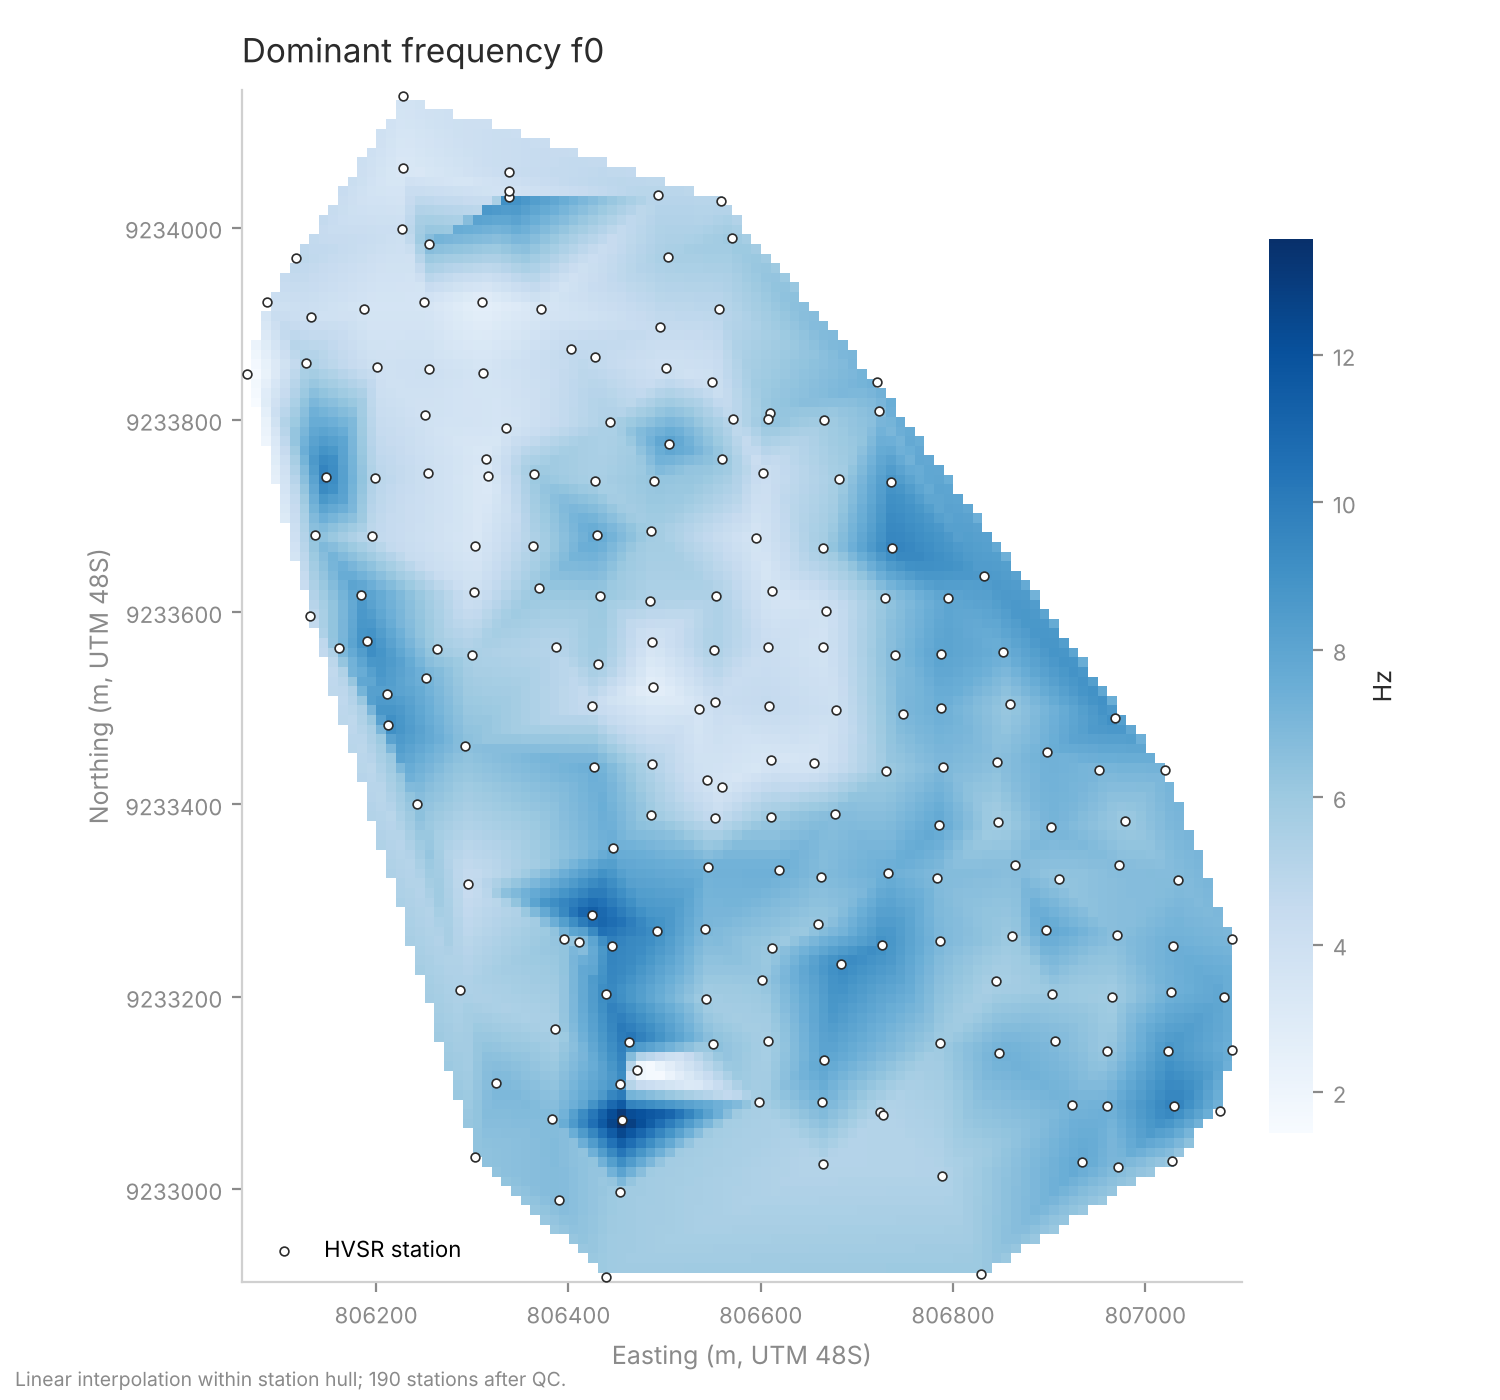 Dominant frequency f0
9234000
9233800
9233600
9233400
9233200
9233000
Northing (m, UTM 48S)
HVSR station
806200 806400 806600 806800 807000
Easting (m, UTM 48S)
12
10
8
6
4
2
Hz
Linear interpolation within station hull; 190 stations after QC.